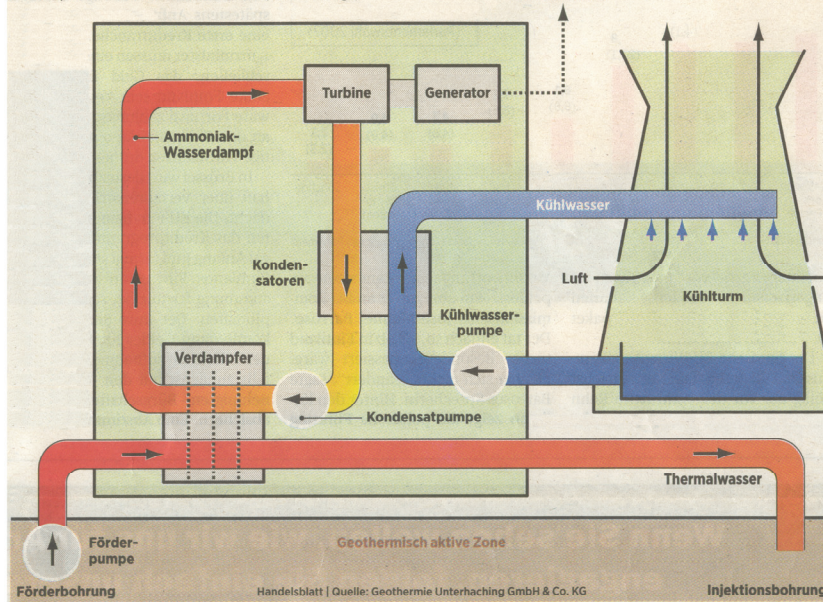 Turbine
Generator
Ammoniak-
Wasserdampf
Kühlwasser
Konden-
satoren
Luft
Kühlturm
Kühlwasser-
pumpe
Verdampfer
Kondensatpumpe
Thermalwasser
Förder-
pumpe
Geothermisch aktive Zone
Förderbohrung
Handelsblatt | Quelle: Geothermie Unterhaching GmbH & Co. KG
Injektionsbohrung